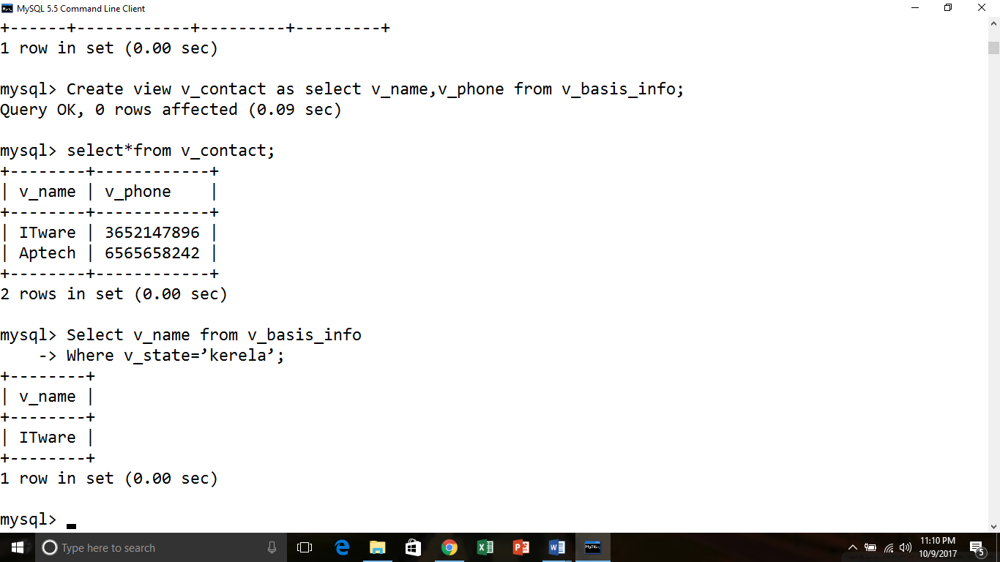 MySQL 5.5 Command Line Client
+------+------------+---------+---------+
1 row in set (0.00 sec)
mysql> Create view v_contact as select v_name,v_phone from v_basis_info;
Query OK, 0 rows affected (0.09 sec)
mysql> select*from v_contact;
+--------+------------+
| v_name | v_phone    |
+--------+------------+
| ITware | 3652147896 |
| Aptech | 6565658242 |
+--------+------------+
2 rows in set (0.00 sec)
mysql> Select v_name from v_basis_info
    -> Where v_state=’kerela’;
+--------+
| v_name |
+--------+
| ITware |
+--------+
1 row in set (0.00 sec)
mysql>
Type here to search
11:10 PM
10/9/2017
5